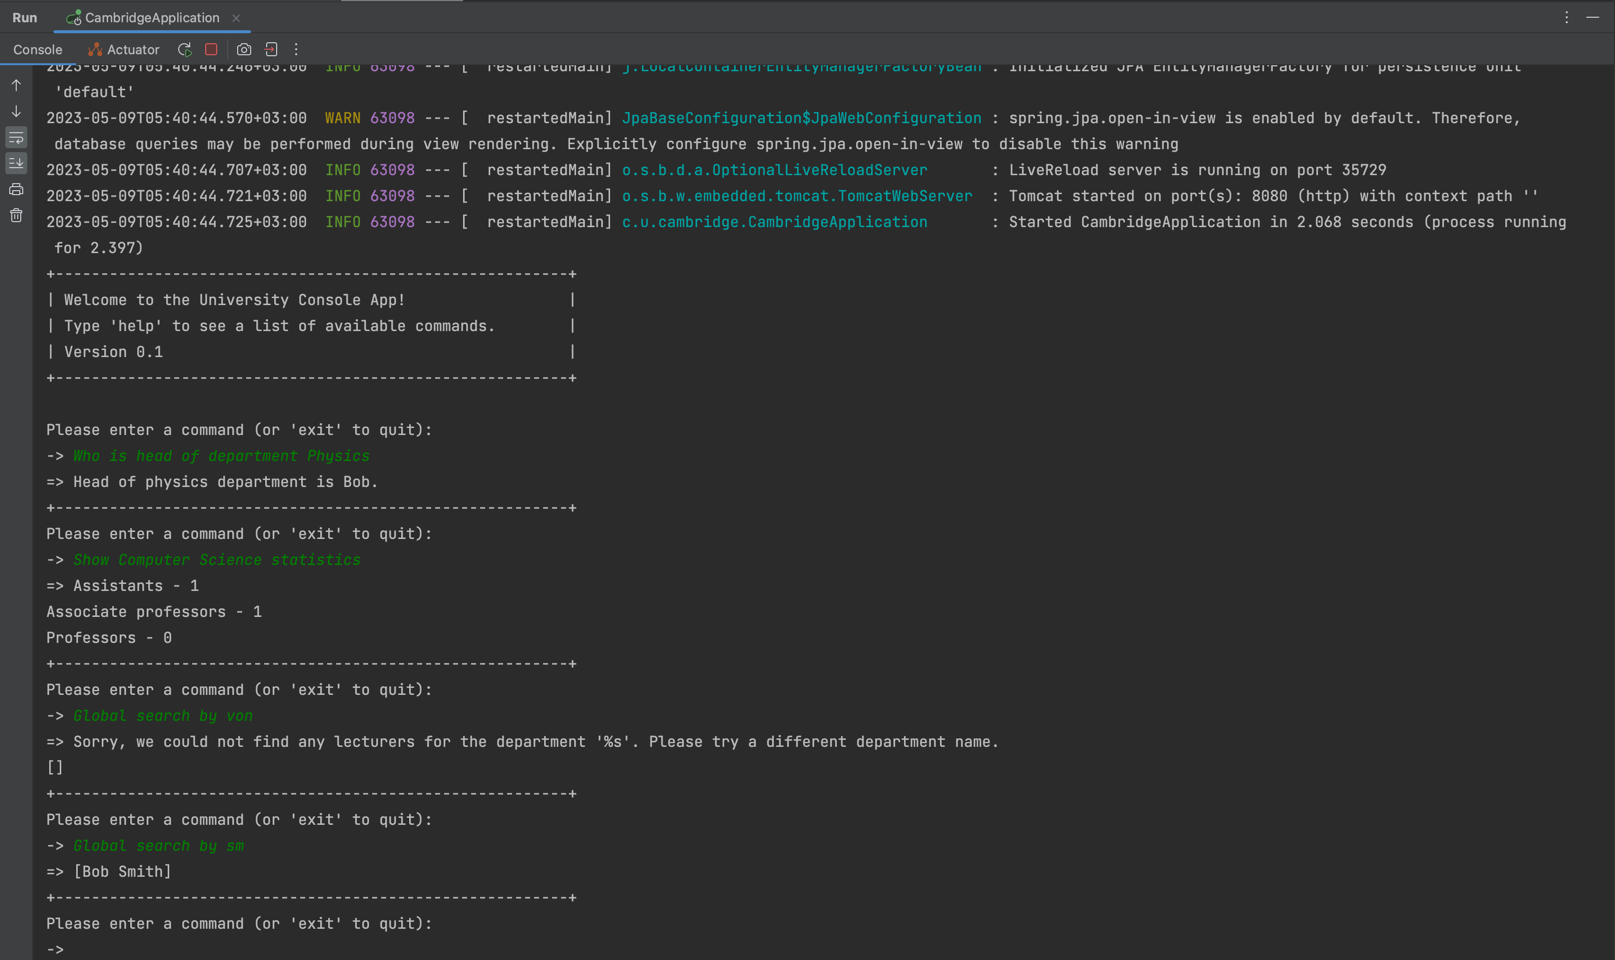 Run CambridgeApplication
Console Actuator
2023-05-09T05:40:44.246+03:00  INFO 63098 --- [  restartedMain] j.LocalContainerEntityManagerFactoryBean : Initialized JPA EntityManagerFactory for persistence unit
'default'
2023-05-09T05:40:44.570+03:00  WARN 63098 --- [  restartedMain] JpaBaseConfiguration$JpaWebConfiguration : spring.jpa.open-in-view is enabled by default. Therefore,
database queries may be performed during view rendering. Explicitly configure spring.jpa.open-in-view to disable this warning
2023-05-09T05:40:44.707+03:00  INFO 63098 --- [  restartedMain] o.s.b.d.a.OptionalLiveReloadServer       : LiveReload server is running on port 35729
2023-05-09T05:40:44.721+03:00  INFO 63098 --- [  restartedMain] o.s.b.w.embedded.tomcat.TomcatWebServer  : Tomcat started on port(s): 8080 (http) with context path ''
2023-05-09T05:40:44.723+03:00  INFO 63098 --- [  restartedMain] c.u.cambridge.CambridgeApplication       : Started CambridgeApplication in 2.068 seconds (process running
for 2.397)
+---------------------------------------------------------+
| Welcome to the University Console App!                  |
| Type 'help' to see a list of available commands.        |
| Version 0.1                                             |
+---------------------------------------------------------+
Please enter a command (or 'exit' to quit):
-> Who is head of department Physics
=> Head of physics department is Bob.
+---------------------------------------------------------+
Please enter a command (or 'exit' to quit):
-> Show Computer Science statistics
=> Assistants - 1
Associate professors - 1
Professors - 0
+---------------------------------------------------------+
Please enter a command (or 'exit' to quit):
-> Global search by von
=> Sorry, we could not find any lecturers for the department '%s'. Please try a different department name.
[]
+---------------------------------------------------------+
Please enter a command (or 'exit' to quit):
-> Global search by sm
=> [Bob Smith]
+---------------------------------------------------------+
Please enter a command (or 'exit' to quit):
->